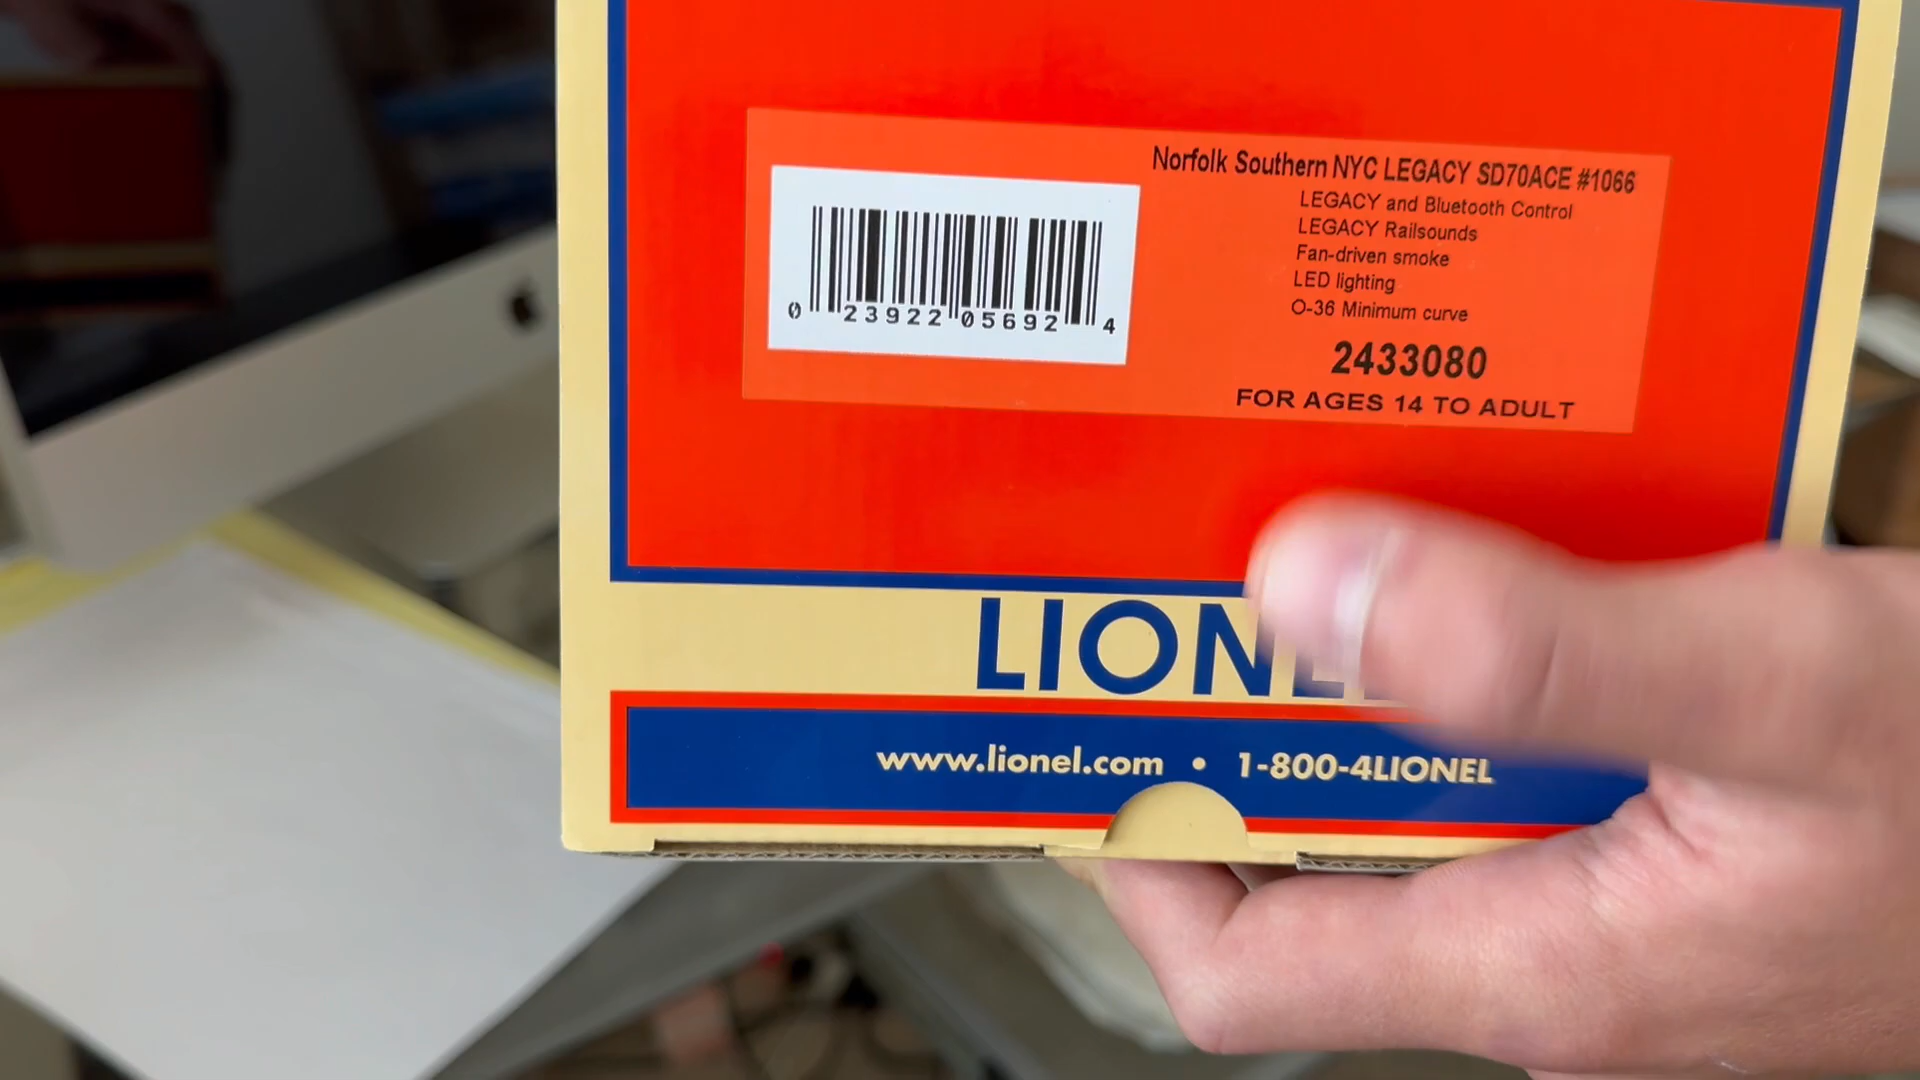 Norfolk Southern NYC LEGACY SD70ACE #1066
LEGACY and Bluetooth Control
LEGACY Railsounds
Fan-driven smoke
LED lighting
O-36 Minimum curve
2433080
FOR AGES 14 TO ADULT
0 23922 05692 4
LIONEL
www.lionel.com • 1-800-4LIONEL